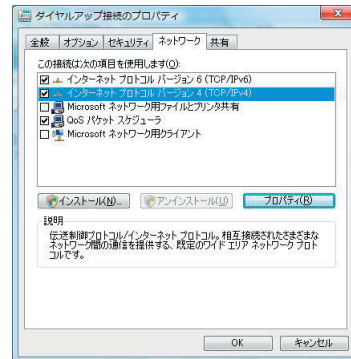 ダイヤルアップ接続のプロパティ
全般 オプション セキュリティ ネットワーク 共有
この接続は次の項目を使用します(O):
インターネット プロトコル バージョン 6 (TCP/IPv6)
インターネット プロトコル バージョン 4 (TCP/IPv4)
Microsoft ネットワーク用ファイルとプリンタ共有
QoS パケット スケジューラ
Microsoft ネットワーク用クライアント
インストール(N)... アンインストール(U) プロパティ(R)
説明
伝送制御プロトコル/インターネット プロトコル。相互接続されたさまざまな
ネットワーク間の通信を提供する、既定のワイド エリア ネットワーク プロト
コルです。
OK キャンセル